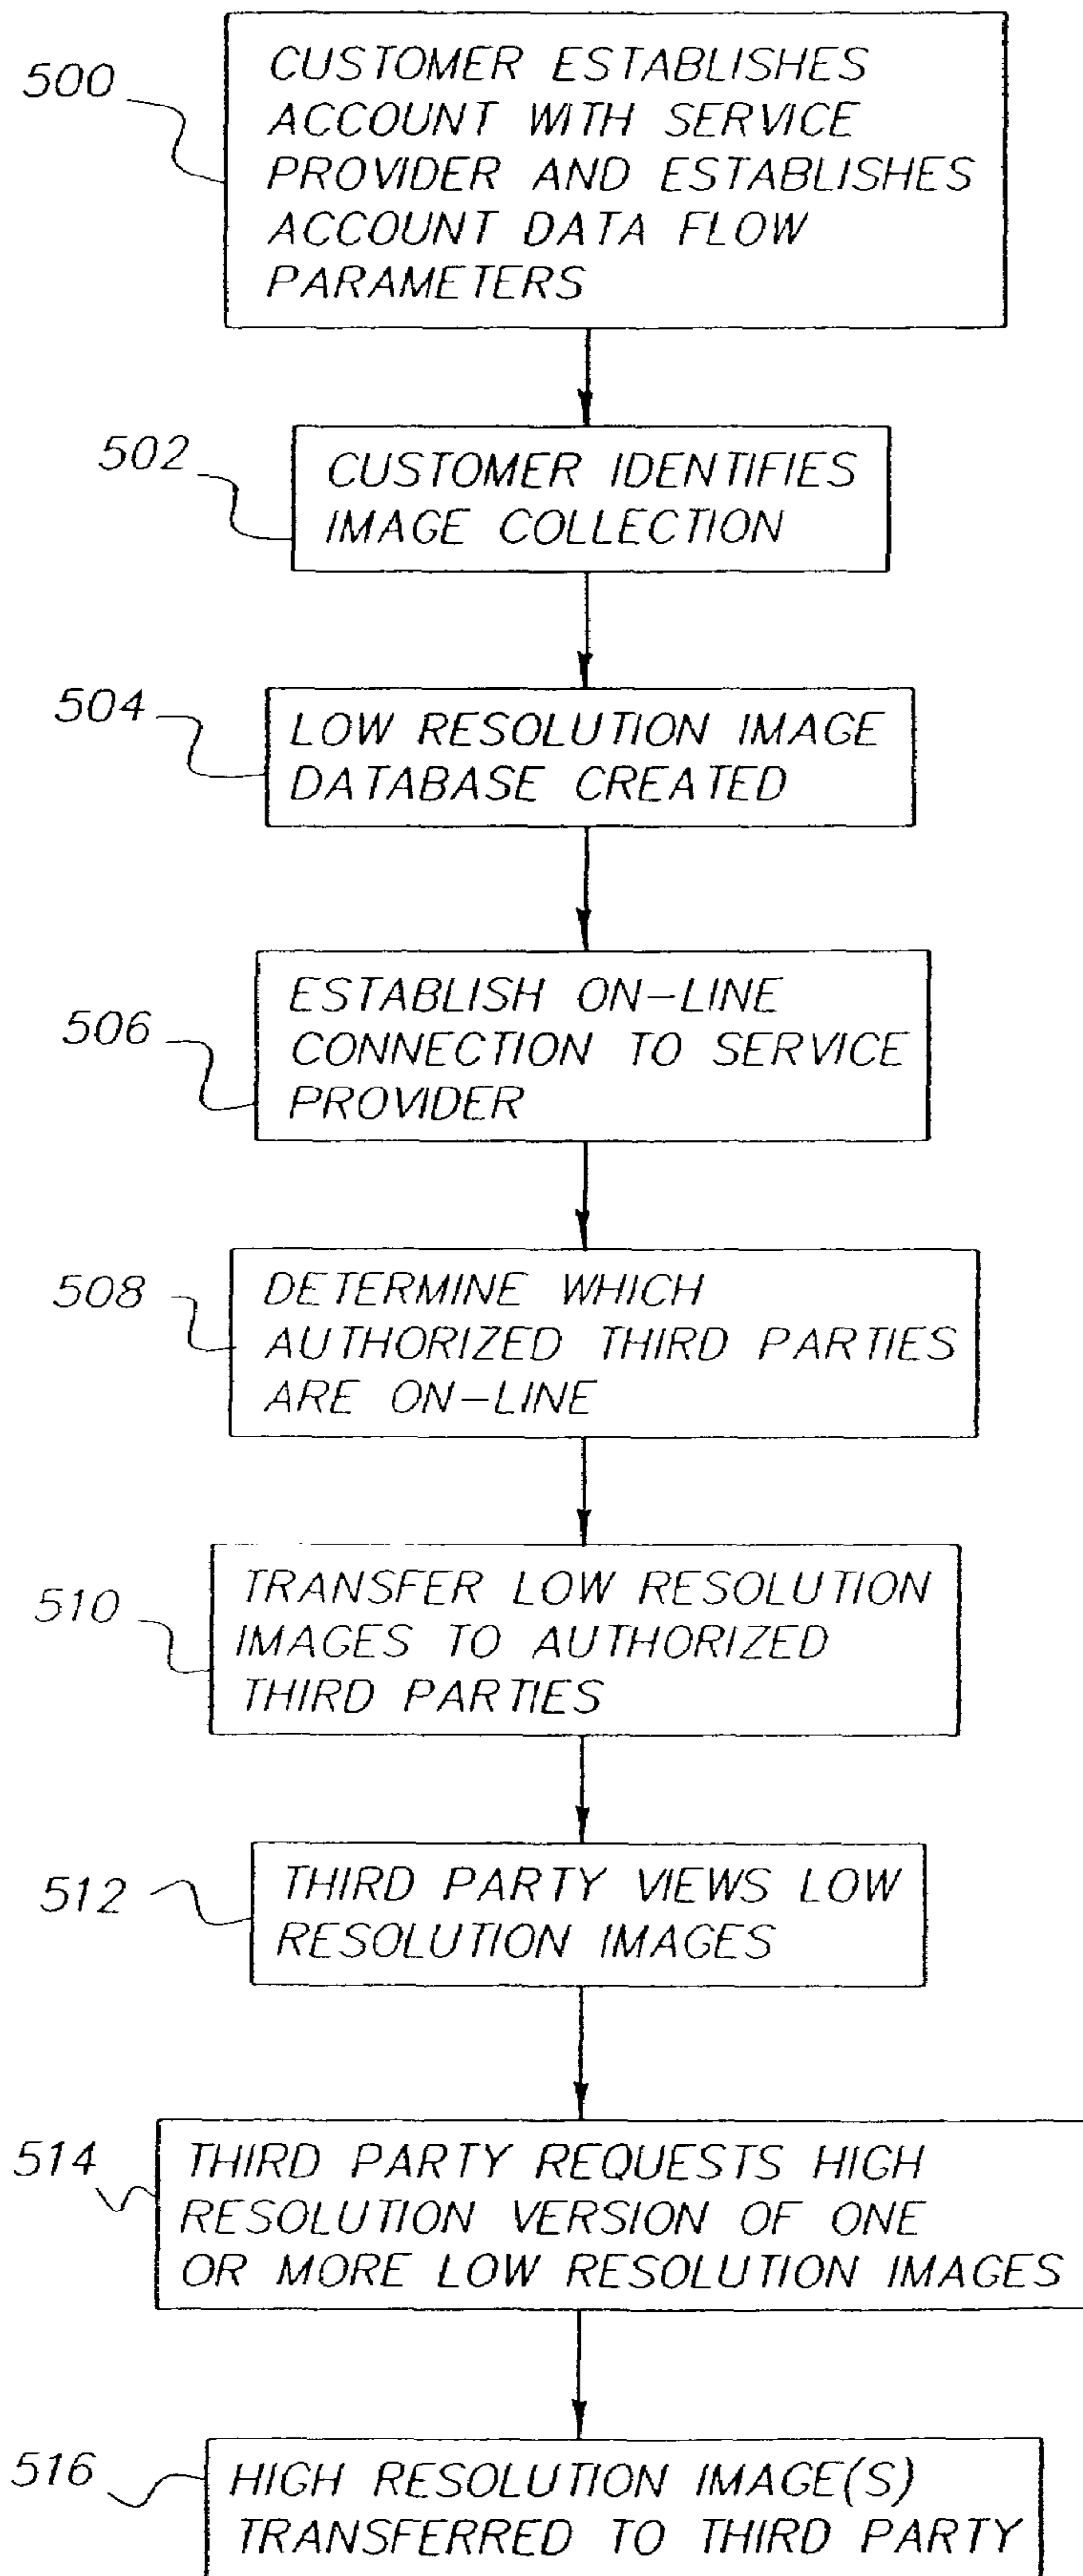 500
CUSTOMER ESTABLISHES
ACCOUNT WITH SERVICE
PROVIDER AND ESTABLISHES
ACCOUNT DATA FLOW
PARAMETERS
502
CUSTOMER IDENTIFIES
IMAGE COLLECTION
504
LOW RESOLUTION IMAGE
DATABASE CREATED
506
ESTABLISH ON-LINE
CONNECTION TO SERVICE
PROVIDER
508
DETERMINE WHICH
AUTHORIZED THIRD PARTIES
ARE ON-LINE
510
TRANSFER LOW RESOLUTION
IMAGES TO AUTHORIZED
THIRD PARTIES
512
THIRD PARTY VIEWS LOW
RESOLUTION IMAGES
514
THIRD PARTY REQUESTS HIGH
RESOLUTION VERSION OF ONE
OR MORE LOW RESOLUTION IMAGES
516
HIGH RESOLUTION IMAGE(S)
TRANSFERRED TO THIRD PARTY